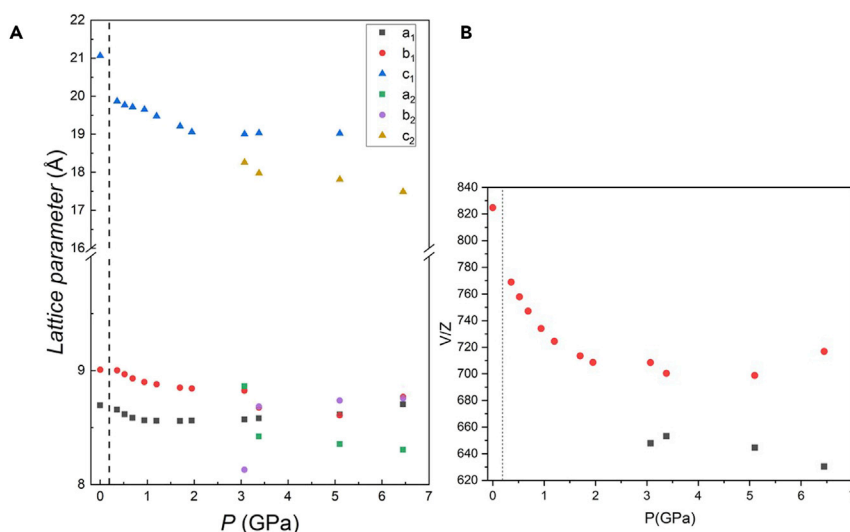 A
B
22
21
20
19
18
17
16
9
8
Lattice parameter (Å)
a1
b1
c1
a2
b2
c2
0 1 2 3 4 5 6 7
P (GPa)
840
820
800
780
760
740
720
700
680
660
640
620
V/Z
0 1 2 3 4 5 6 7
P(GPa)